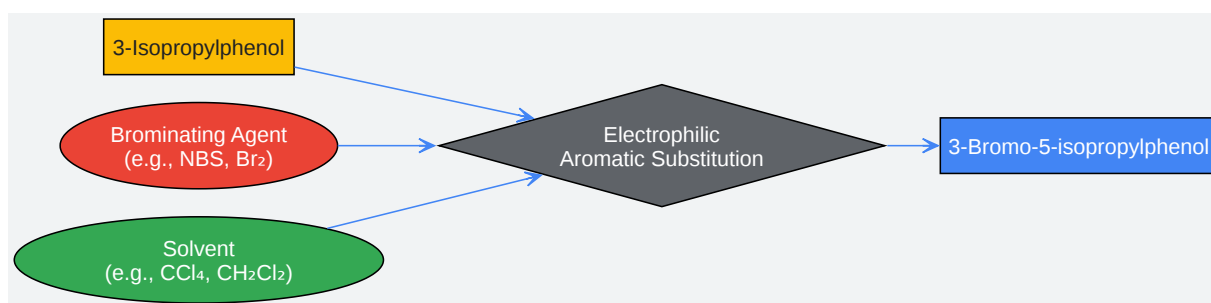 3-Isopropylphenol
Brominating Agent
(e.g., NBS, Br₂)
Electrophilic
Aromatic Substitution
3-Bromo-5-isopropylphenol
Solvent
(e.g., CCl₄, CH₂Cl₂)